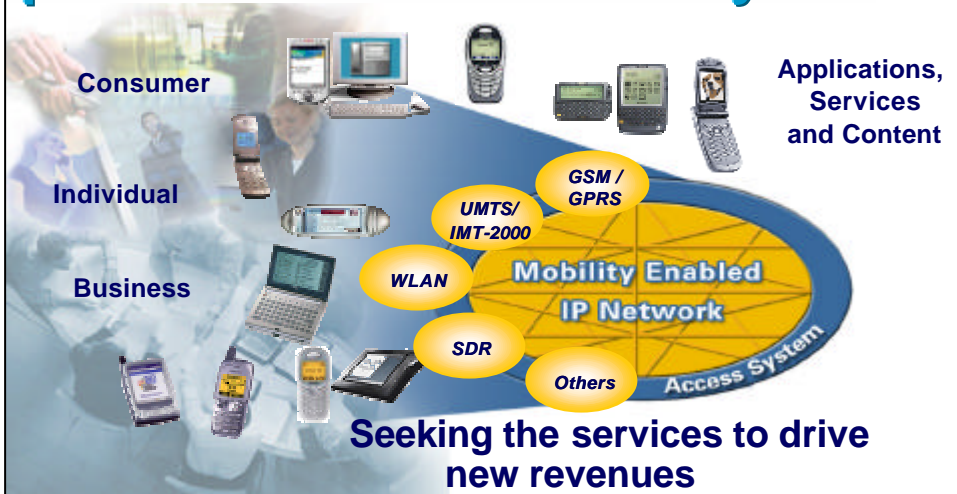 Consumer
Applications,
Services
and Content
Individual
GSM /
GPRS
UMTS/
IMT-2000
WLAN
Mobility Enabled
IP Network
Business
SDR
Others
Access System
Seeking the services to drive
new revenues